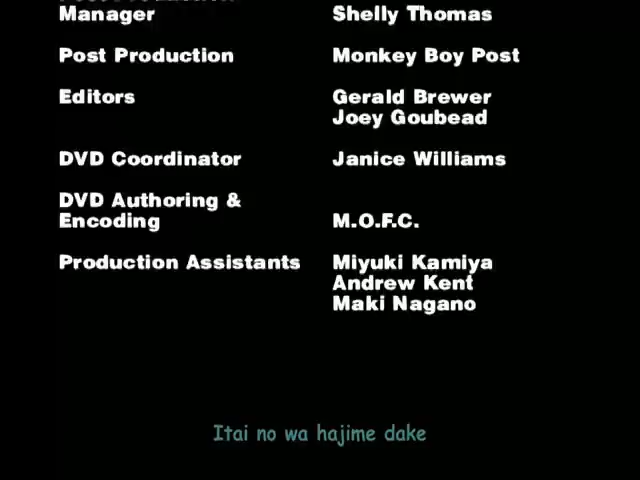 Manager Shelly Thomas
Post Production Monkey Boy Post
Editors Gerald Brewer
Joey Goubead
DVD Coordinator Janice Williams
DVD Authoring &
Encoding M.O.F.C.
Production Assistants Miyuki Kamiya
Andrew Kent
Maki Nagano
Itai no wa hajime dake